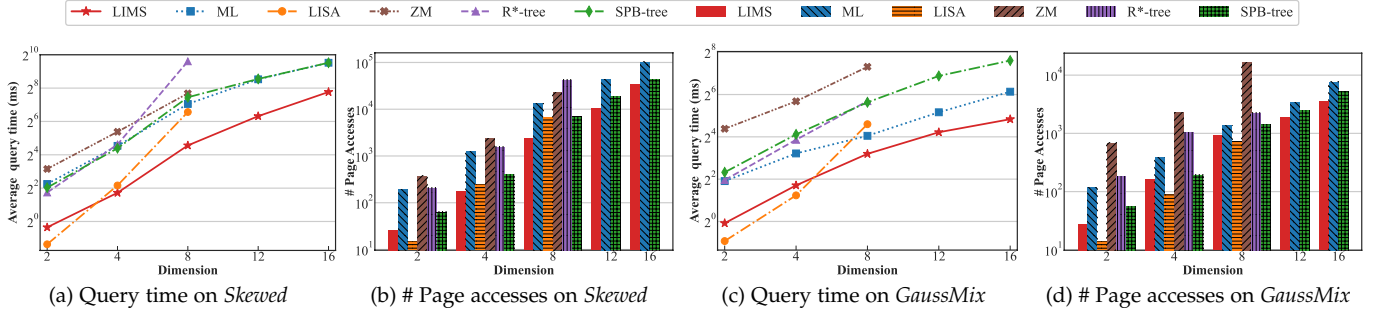 LIMS ML LISA ZM R*-tree SPB-tree LIMS ML LISA ZM R*-tree SPB-tree
Average query time (ms)
2^10
2^8
2^6
2^4
2^2
2^0
2 4 8 12 16
Dimension
(a) Query time on Skewed
# Page Accesses
10^5
10^4
10^3
10^2
10^1
2 4 8 12 16
Dimension
(b) # Page accesses on Skewed
Average query time (ms)
2^8
2^6
2^4
2^2
2^0
2 4 8 12 16
Dimension
(c) Query time on GaussMix
# Page Accesses
10^4
10^3
10^2
10^1
2 4 8 12 16
Dimension
(d) # Page accesses on GaussMix